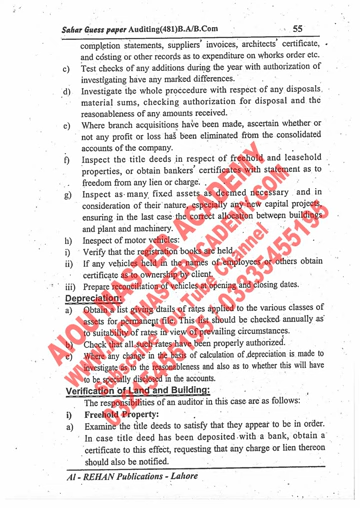 Sahar Guess paper Auditing(481)B.A/B.Com 55
completion statements, suppliers' invoices, architects' certificate,
and costing or other records as to expenditure on whorks order etc.
c) Test checks of any additions during the year with authorization of
investlgating bave any marked differences.
d) Investigate the whole proccedure with respect of any disposals
material sums, checking authorization for disposal and the
reasonableness of any amounts received.
e) Where branch acquisitions have been made, ascertain whether or
not any profit or loss has been eliminated from the consolidated
accounts of the company.
f) Inspect the title deeds in respect of freehold and leasehold
properties, or obtain bankers' certificates with statement as to
freedom from any lien or charge.
g) Inspect as many fixed assets as deemed necessary and in
consideration of their nature, especially any new capital projects,
ensuring in the last case the correct allocation between buildings
and plant and machinery.
h) Inespect of motor vehicles:
i) Verify that the registration books are held
ii) If any vehicles held in the names of employees or others obtain
certificate as to ownership by client.
iii) Prepare reconciliation of vehicles at opening and closing dates.
Depreciation:
a) Obtain a list giving dtails of rates applied to the various classes of
assets for permanent file. This list should be checked annually as
to suitability of rates in view of prevailing circumstances.
b) Check that all such rates have been properly authorized.
c) Where any change in the basis of calculation of depreciation is made to
investigate as to the reasonableness and also as to whether this will have
to be specially disclosed in the accounts.
Verification of Land and Building:
The responsibilities of an auditor in this case are as follows:
i) Freehold Property:
a) Examine the title deeds to satisfy that they appear to be in order.
In case title deed has been deposited with a bank, obtain a
certificate to this effect, requesting that any charge or lien thereon
should also be notified.
Al - REHAN Publications - Lahore